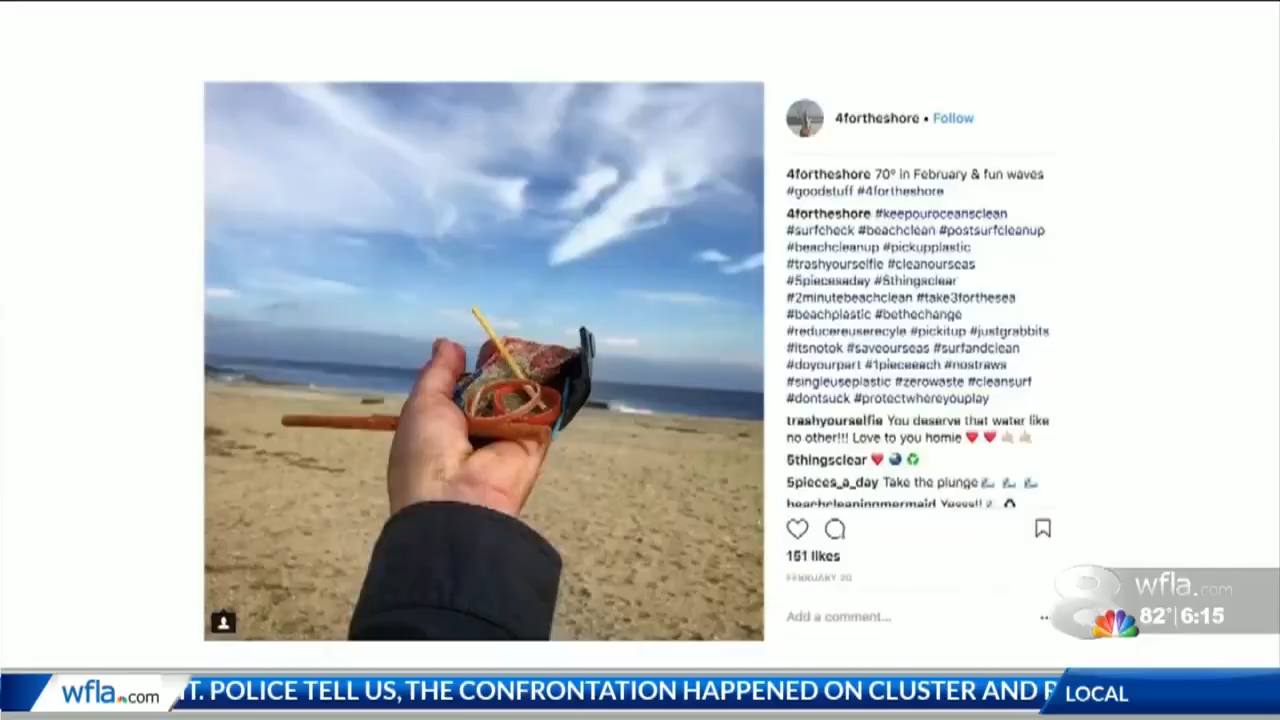 4fortheshore • Follow
4fortheshore 70° in February & fun waves
#goodstuff #4fortheshore
4fortheshore #keepouroceansclean
#surfcheck #beachclean #postsurfcleanup
#beachcleanup #pickupplastic
#trashyourselfie #cleanourseas
#5piecesaday #5thingsclear
#2minutebeachclean #take3forthesea
#beachplastic #bethechange
#reducereuserecyle #pickitup #justgrabbits
#itsnotok #saveourseas #surfandclean
#doyourpart #1pieceeach #nostraws
#singleuseplastic #zerowaste #cleansurf
#dontsuck #protectwhereyouplay
trashyourselfie You deserve that water like
no other!!! Love to you homie
5thingsclear
5pieces_a_day Take the plunge
beachcleaningmermaid
151 likes
FEBRUARY 20
Add a comment...
8 wfla.com
82° 6:15
wfla.com
T. POLICE TELL US, THE CONFRONTATION HAPPENED ON CLUSTER AND
LOCAL